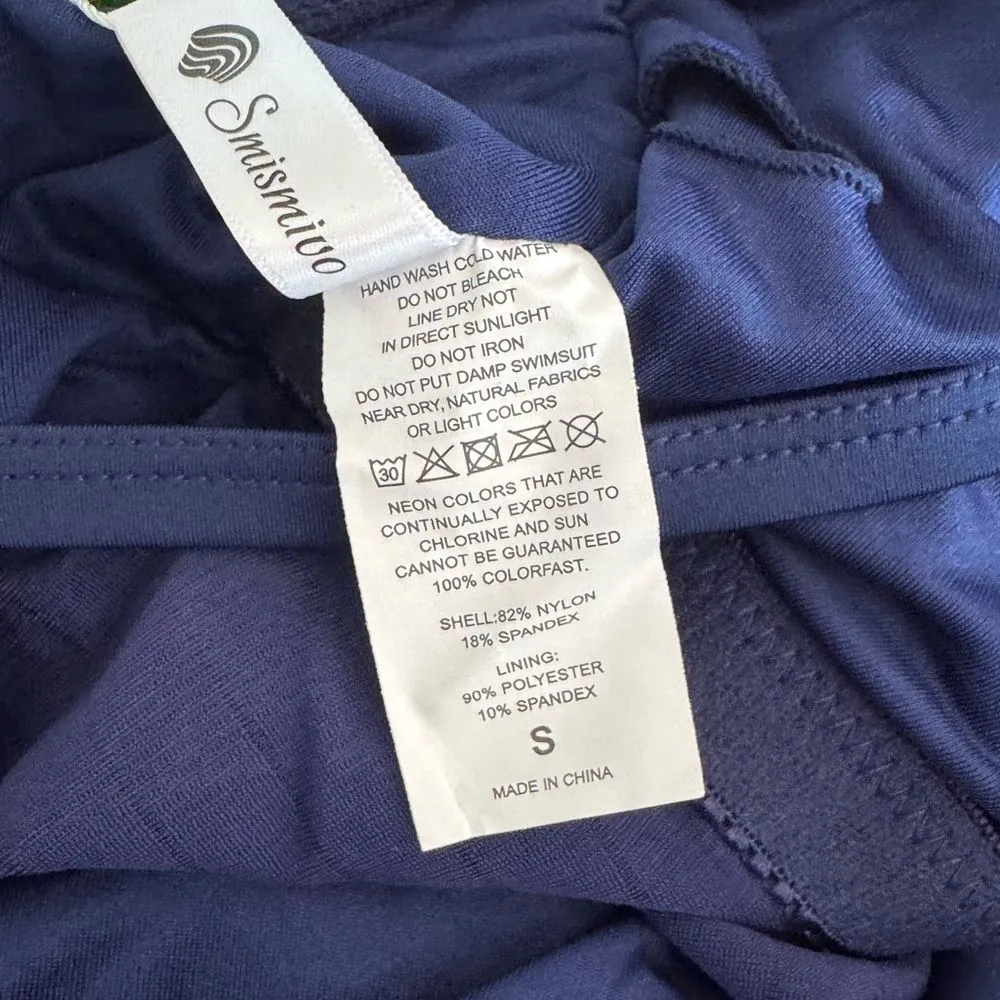 Smismivo
HAND WASH COLD WATER
DO NOT BLEACH
LINE DRY NOT
IN DIRECT SUNLIGHT
DO NOT IRON
DO NOT PUT DAMP SWIMSUIT
NEAR DRY, NATURAL FABRICS
OR LIGHT COLORS
30
NEON COLORS THAT ARE
CONTINUALLY EXPOSED TO
CHLORINE AND SUN
CANNOT BE GUARANTEED
100% COLORFAST.
SHELL:82% NYLON
18% SPANDEX
LINING:
90% POLYESTER
10% SPANDEX
S
MADE IN CHINA